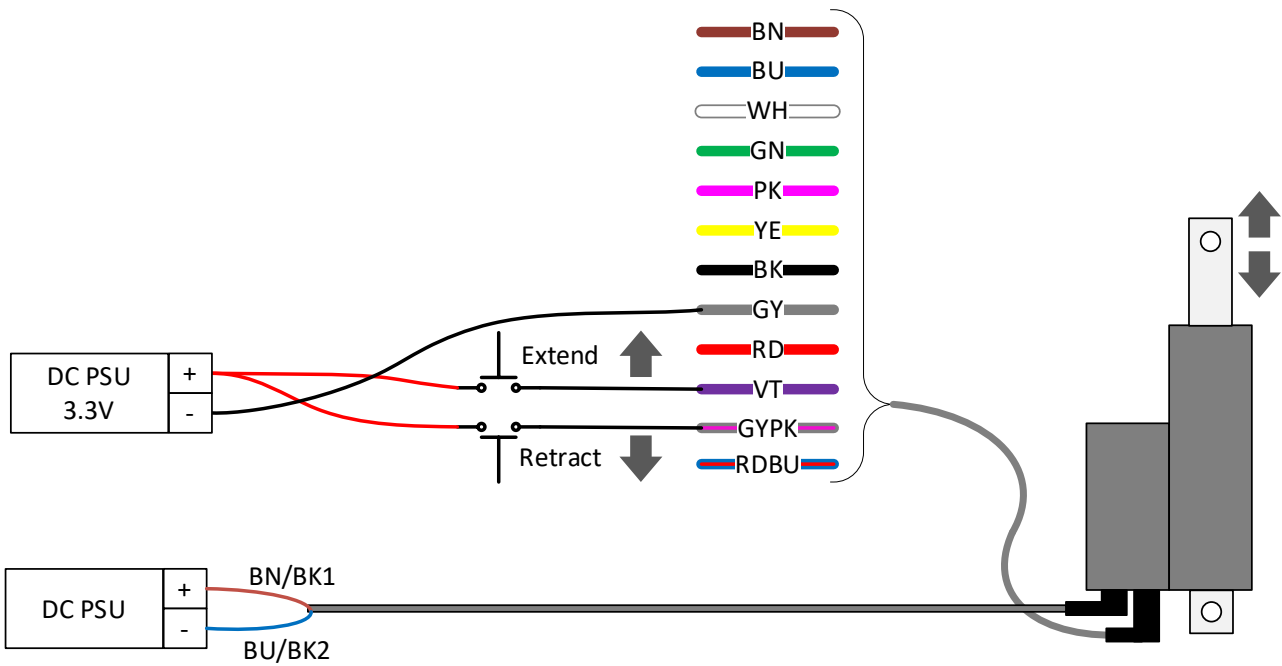 BN
BU
WH
GN
PK
YE
BK
GY
RD
VT
GYPK
RDBU
Extend
Retract
DC PSU
3.3V
+
-
DC PSU
+
-
BN/BK1
BU/BK2